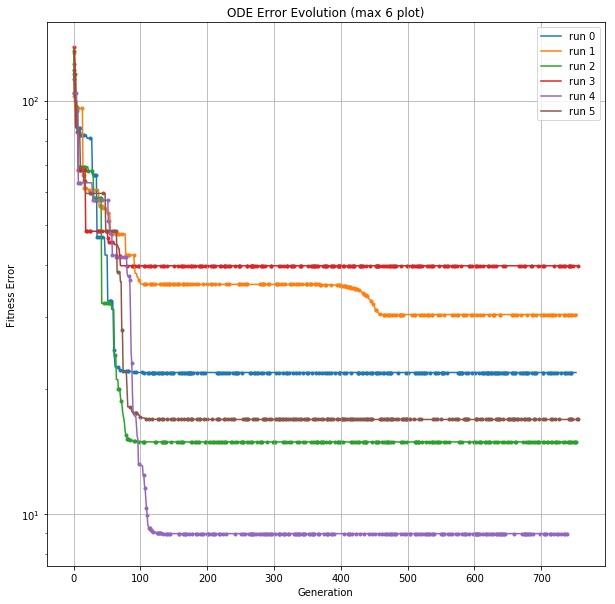 ODE Error Evolution (max 6 plot)
run 0
run 1
run 2
run 3
run 4
run 5
10²
10¹
Fitness Error
0 100 200 300 400 500 600 700
Generation